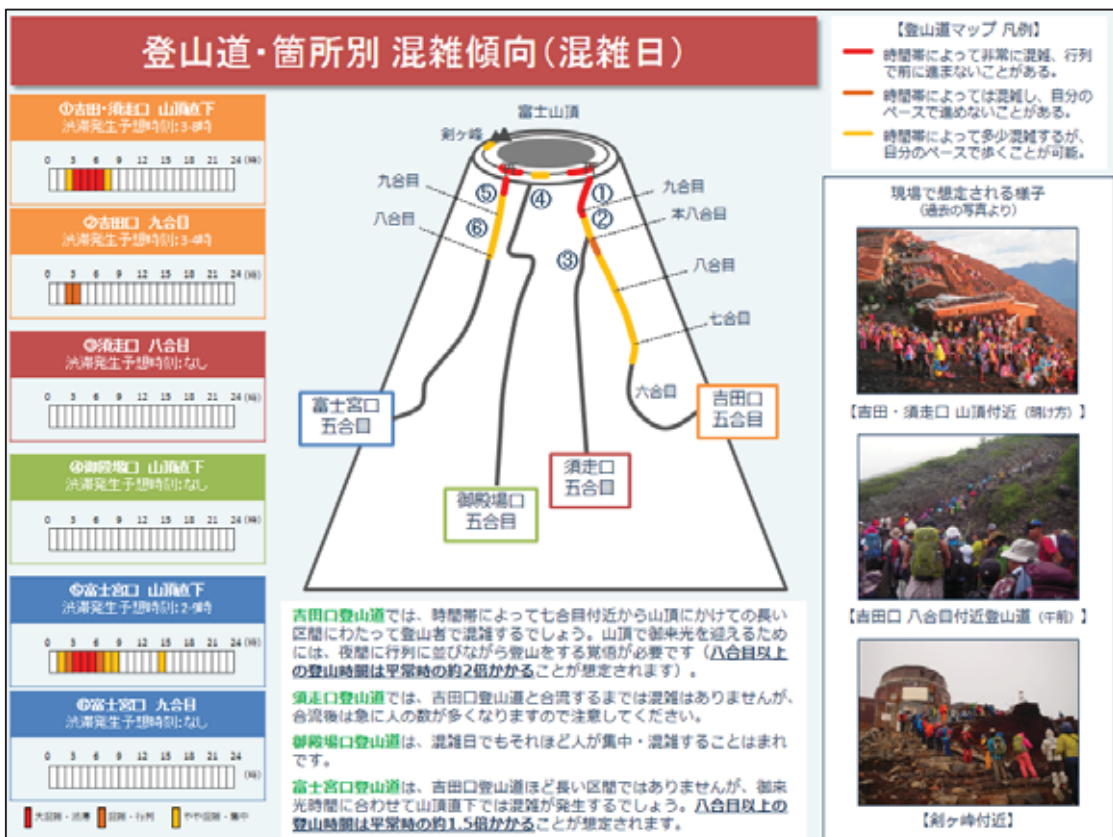 登山道・箇所別 混雑傾向（混雑日）
①吉田・須走口 山頂直下
渋滞発生予想時刻：3-8時
0 3 6 9 12 15 18 21 24 (時)
②吉田口 九合目
渋滞発生予想時刻：3-4時
0 3 6 9 12 15 18 21 24 (時)
③須走口 八合目
渋滞発生予想時刻：なし
0 3 6 9 12 15 18 21 24 (時)
④御殿場口 山頂直下
渋滞発生予想時刻：なし
0 3 6 9 12 15 18 21 24 (時)
⑤富士宮口 山頂直下
渋滞発生予想時刻：2-9時
0 3 6 9 12 15 18 21 24 (時)
⑥富士宮口 九合目
渋滞発生予想時刻：なし
0 3 6 9 12 15 18 21 24
大混雑・渋滞 混雑・行列 やや混雑・集中
富士山頂
剣ヶ峰
九合目
八合目
⑤
⑥
④
①
②
③
九合目
本八合目
八合目
七合目
六合目
富士宮口
五合目
御殿場口
五合目
須走口
五合目
吉田口
五合目
吉田口登山道では、時間帯によって七合目付近から山頂にかけての長い
区間にわたって登山者で混雑するでしょう。山頂で御来光を迎えるため
には、夜間に行列に並びながら登山をする覚悟が必要です（八合目以上
の登山時間は平常時の約2倍かかることが想定されます）。
須走口登山道では、吉田口登山道と合流するまでは混雑はありませんが、
合流後は急に人の数が多くなりますので注意してください。
御殿場口登山道は、混雑日でもそれほど人が集中・混雑することはまれ
です。
富士宮口登山道は、吉田口登山道ほど長い区間ではありませんが、御来
光時間に合わせて山頂直下では混雑が発生するでしょう。八合目以上の
登山時間は平常時の約1.5倍かかることが想定されます。
【登山道マップ 凡例】
時間帯によって非常に混雑、行列
で前に進まないことがある。
時間帯によっては混雑し、自分の
ペースで進めないことがある。
時間帯によって多少混雑するが、
自分のペースで歩くことが可能。
現場で想定される様子
（過去の写真より）
【吉田・須走口 山頂付近（明け方）】
【吉田口 八合目付近登山道（午前）】
【剣ヶ峰付近】